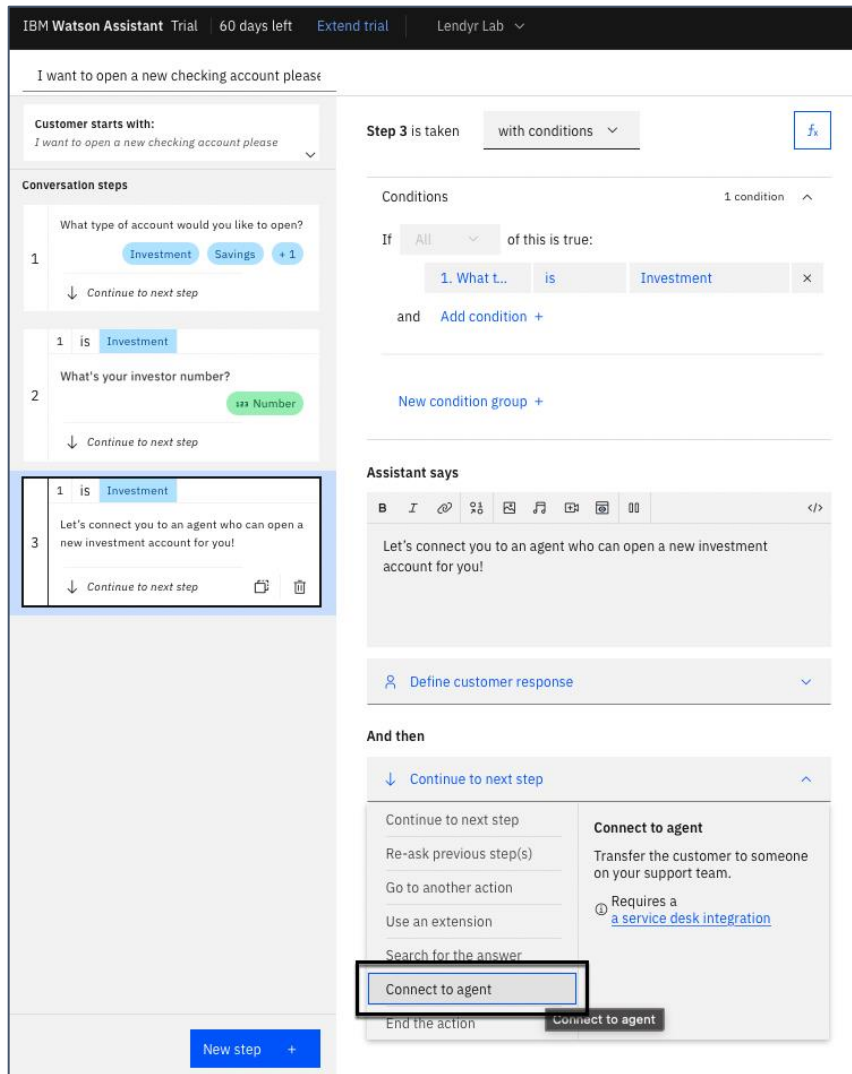 IBM Watson Assistant Trial 60 days left Extend trial Lendyr Lab
I want to open a new checking account please
Customer starts with:
I want to open a new checking account please
Conversation steps
1
What type of account would you like to open?
Investment Savings + 1
Continue to next step
2
1 is Investment
What's your investor number?
123 Number
Continue to next step
3
1 is Investment
Let's connect you to an agent who can open a
new investment account for you!
Continue to next step
New step +
Step 3 is taken with conditions fx
Conditions 1 condition
If All of this is true:
1. What t... is Investment ×
and Add condition +
New condition group +
Assistant says
B I </>
Let's connect you to an agent who can open a new investment
account for you!
Define customer response
And then
Continue to next step
Continue to next step
Re-ask previous step(s)
Go to another action
Use an extension
Search for the answer
Connect to agent
End the action
Connect to agent
Connect to agent
Transfer the customer to someone
on your support team.
Requires a
a service desk integration